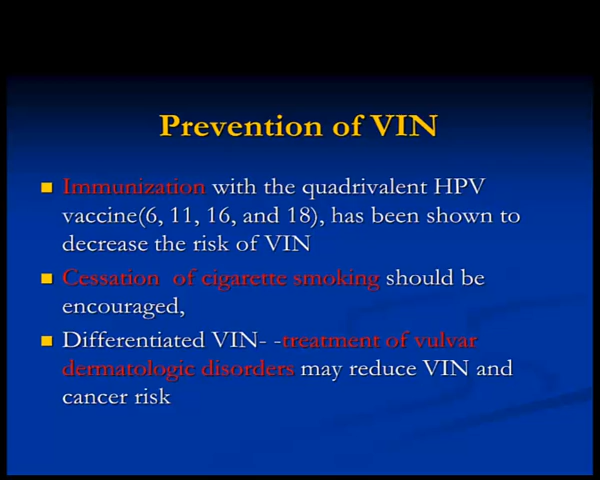 Prevention of VIN
Immunization with the quadrivalent HPV
vaccine(6, 11, 16, and 18), has been shown to
decrease the risk of VIN
Cessation of cigarette smoking should be
encouraged,
Differentiated VIN- -treatment of vulvar
dermatologic disorders may reduce VIN and
cancer risk